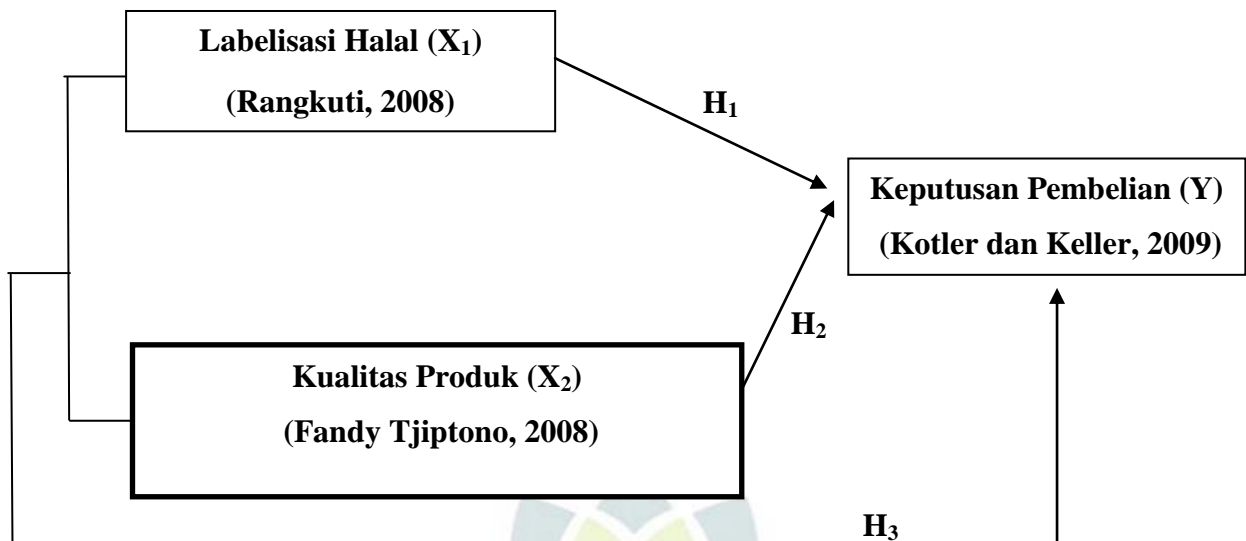 Labelisasi Halal (X₁)
(Rangkuti, 2008)
H₁
Keputusan Pembelian (Y)
(Kotler dan Keller, 2009)
H₂
Kualitas Produk (X₂)
(Fandy Tjiptono, 2008)
H₃